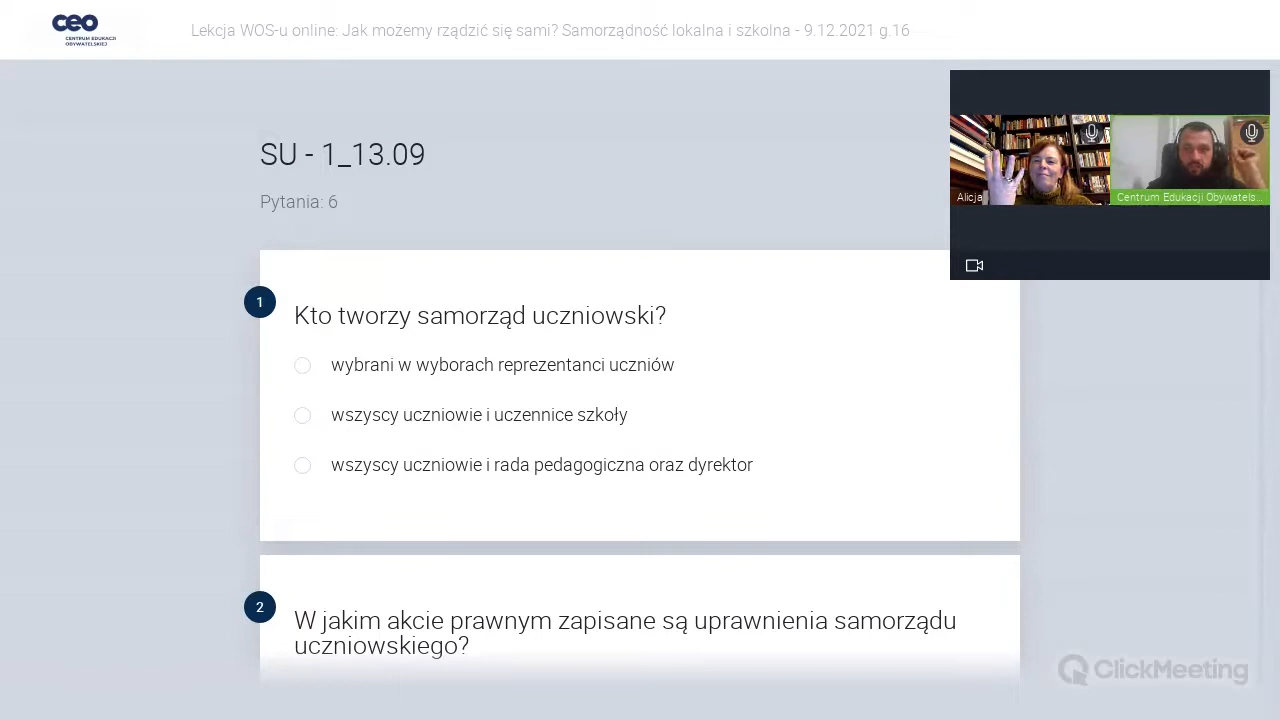 ceo
CENTRUM EDUKACJI
OBYWATELSKIEJ
Lekcja WOS-u online: Jak możemy rządzić się sami? Samorządność lokalna i szkolna - 9.12.2021 g.16
SU - 1_13.09
Pytania: 6
Alicja
Centrum Edukacji Obywatels...
1
Kto tworzy samorząd uczniowski?
wybrani w wyborach reprezentanci uczniów
wszyscy uczniowie i uczennice szkoły
wszyscy uczniowie i rada pedagogiczna oraz dyrektor
2
W jakim akcie prawnym zapisane są uprawnienia samorządu
uczniowskiego?
ClickMeeting